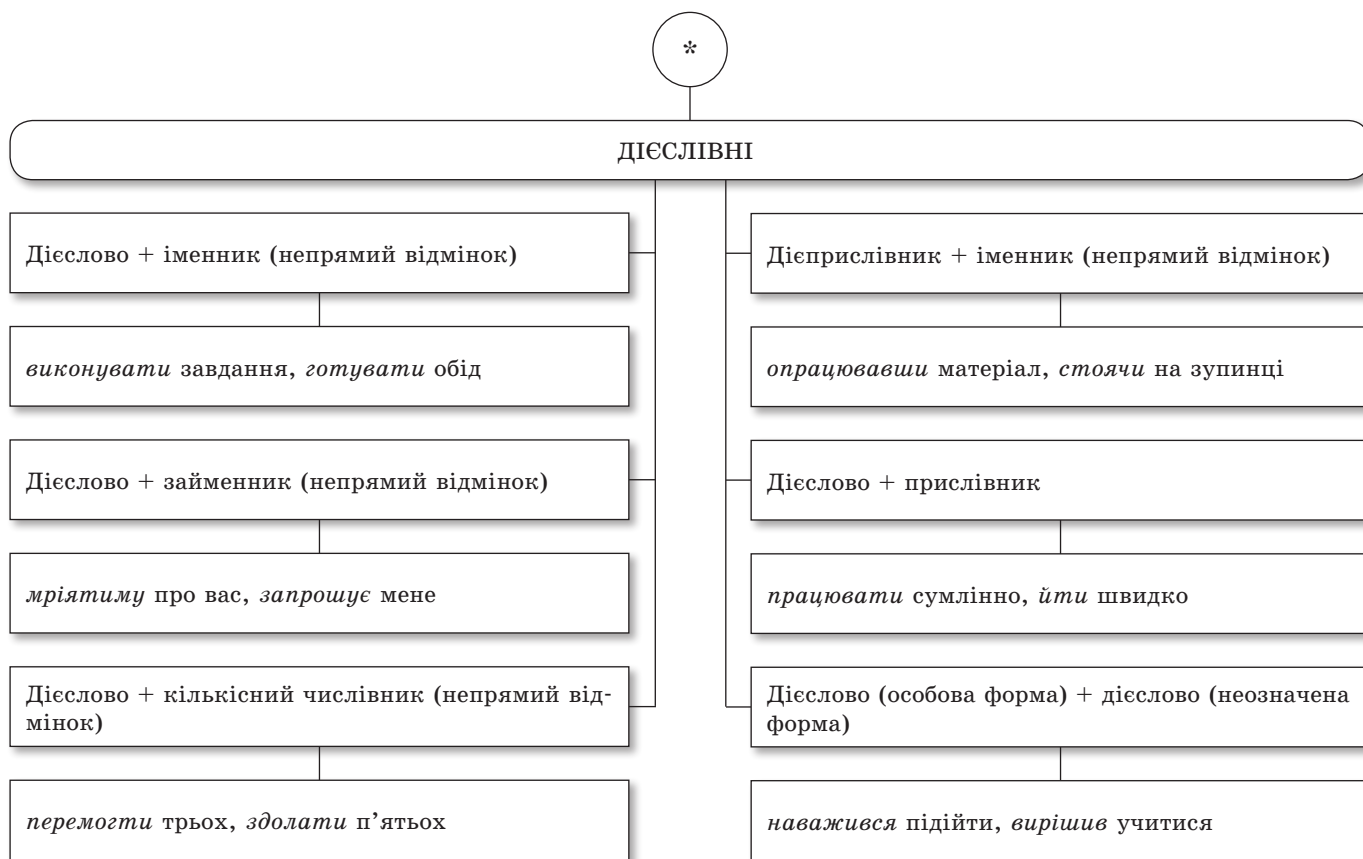 *
ДІЄСЛІВНІ
Дієслово + іменник (непрямий відмінок)
виконувати завдання, готувати обід
Дієслово + займенник (непрямий відмінок)
мріятиму про вас, запрошує мене
Дієслово + кількісний числівник (непрямий від-
мінок)
перемогти трьох, здолати п’ятьох
Дієприслівник + іменник (непрямий відмінок)
опрацювавши матеріал, стоячи на зупинці
Дієслово + прислівник
працювати сумлінно, йти швидко
Дієслово (особова форма) + дієслово (неозначена
форма)
наважився підійти, вирішив учитися